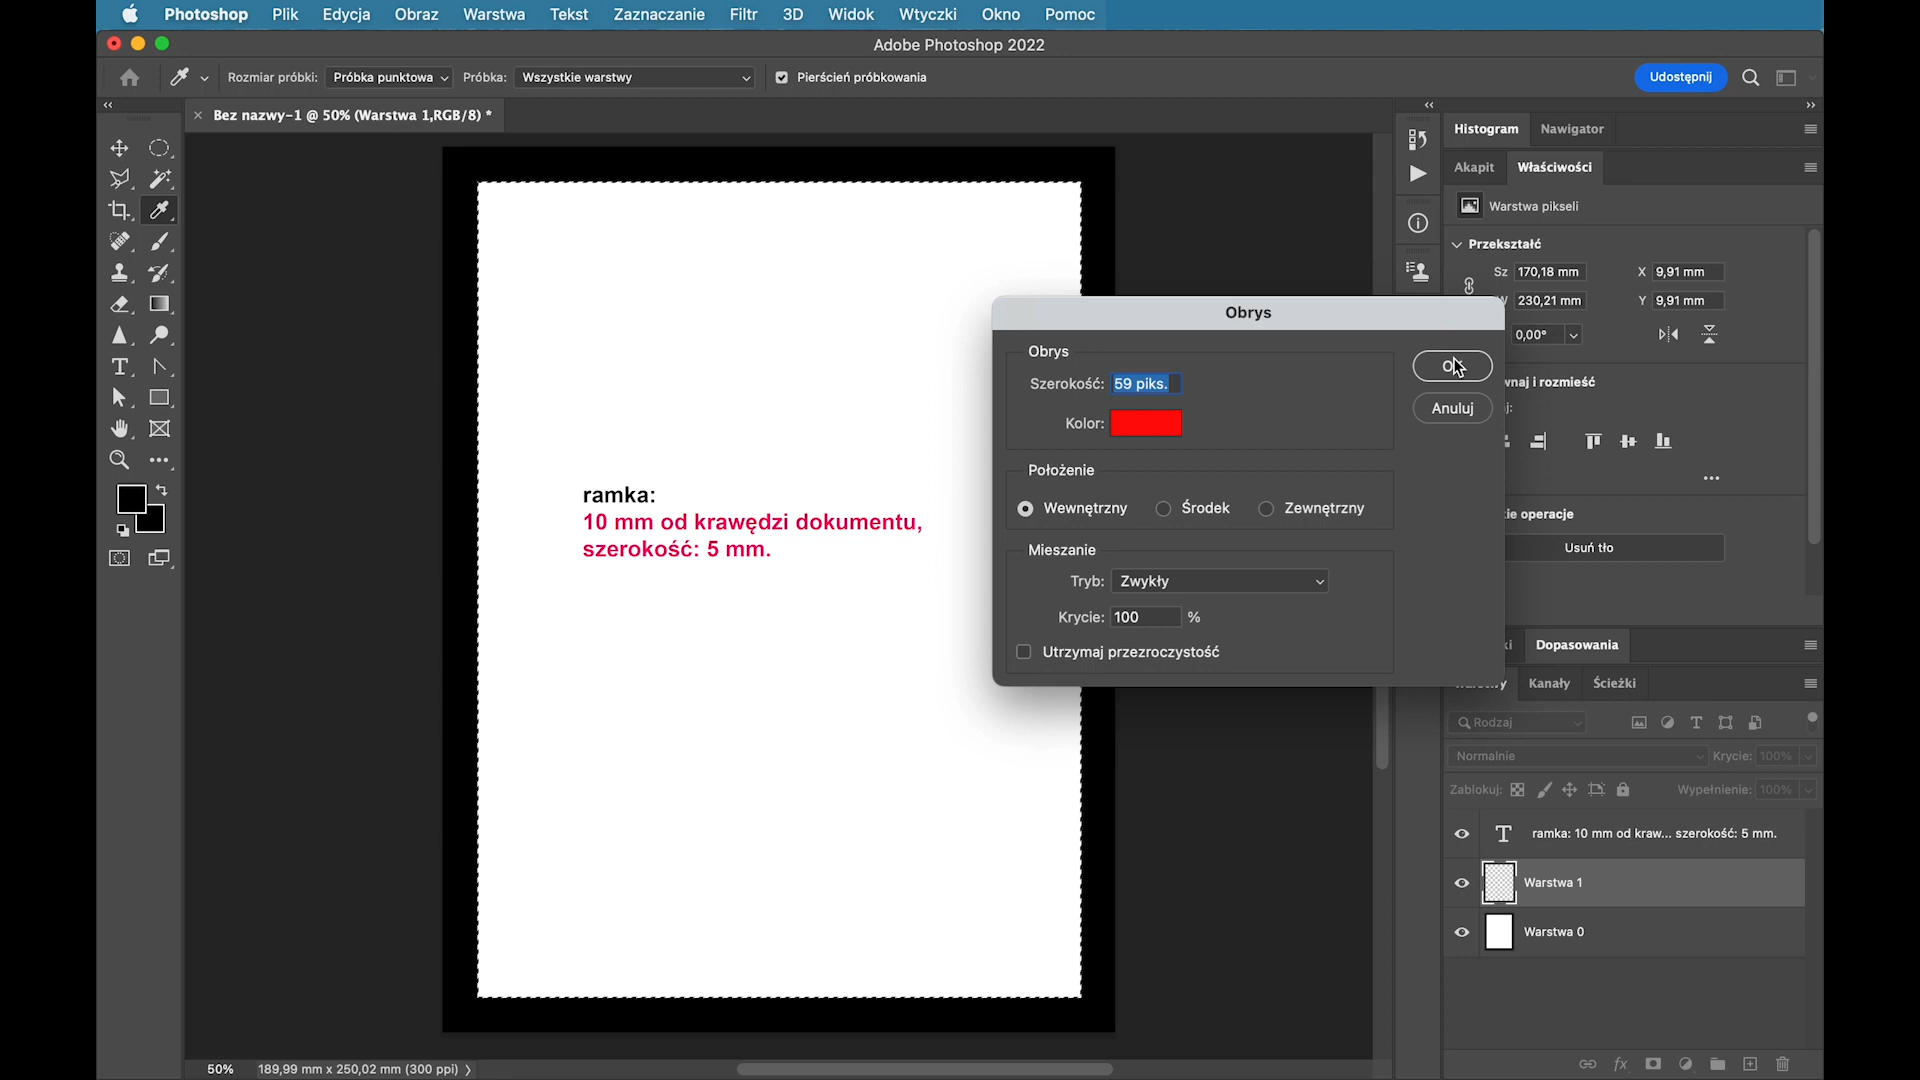 Photoshop Plik Edycja Obraz Warstwa Tekst Zaznaczanie Filtr 3D Widok Wtyczki Okno Pomoc
Adobe Photoshop 2022
Rozmiar próbki: Próbka punktowa Próbka: Wszystkie warstwy Pierścień próbkowania Udostępnij
Bez nazwy-1 @ 50% (Warstwa 1,RGB/8) *
Histogram Nawigator
Akapit Właściwości
Warstwa pikseli
Przekształć
Sz 170,18 mm X 9,91 mm
230,21 mm Y 9,91 mm
0,00°
Obrys
Obrys
Szerokość: 59 piks.
Kolor:
OK
Anuluj
Położenie
Wewnętrzny Środek Zewnętrzny
Mieszanie
Tryb: Zwykły
Krycie: 100 %
Utrzymaj przezroczystość
ramka:
10 mm od krawędzi dokumentu,
szerokość: 5 mm.
wnaj i rozmieść
ie operacje
Usuń tło
Dopasowania
Kanały Ścieżki
Rodzaj
Normalnie Krycie: 100%
Zablokuj: Wypełnienie: 100%
ramka: 10 mm od kraw... szerokość: 5 mm.
Warstwa 1
Warstwa 0
50% 189,99 mm x 250,02 mm (300 ppi)